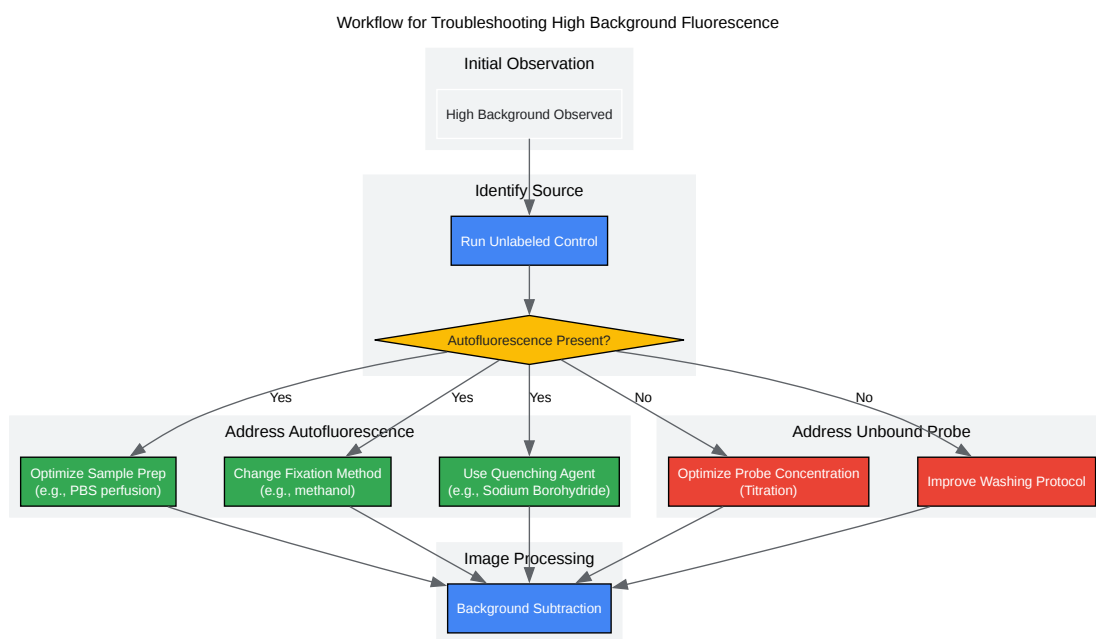 Workflow for Troubleshooting High Background Fluorescence
Initial Observation
High Background Observed
Identify Source
Run Unlabeled Control
Autofluorescence Present?
Yes
Yes
Yes
No
No
Address Autofluorescence
Address Unbound Probe
Optimize Sample Prep
(e.g., PBS perfusion)
Change Fixation Method
(e.g., methanol)
Use Quenching Agent
(e.g., Sodium Borohydride)
Optimize Probe Concentration
(Titration)
Improve Washing Protocol
Image Processing
Background Subtraction